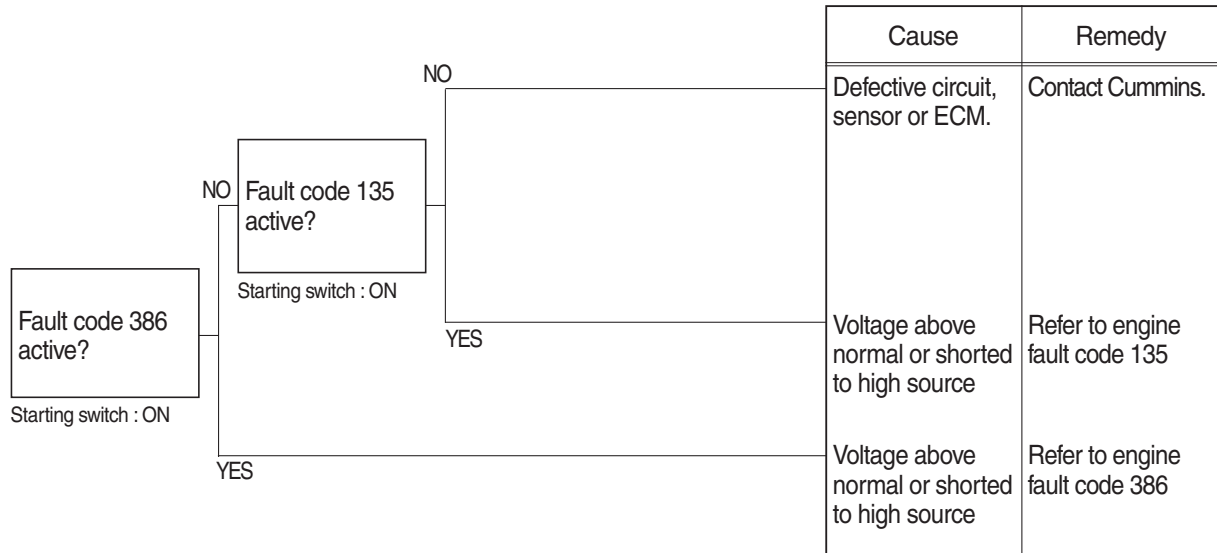 Cause
Remedy
NO
Defective circuit,
sensor or ECM.
Contact Cummins.
NO
Fault code 135
active?
Starting switch : ON
YES
Voltage above
normal or shorted
to high source
Refer to engine
fault code 135
Fault code 386
active?
Starting switch : ON
YES
Voltage above
normal or shorted
to high source
Refer to engine
fault code 386